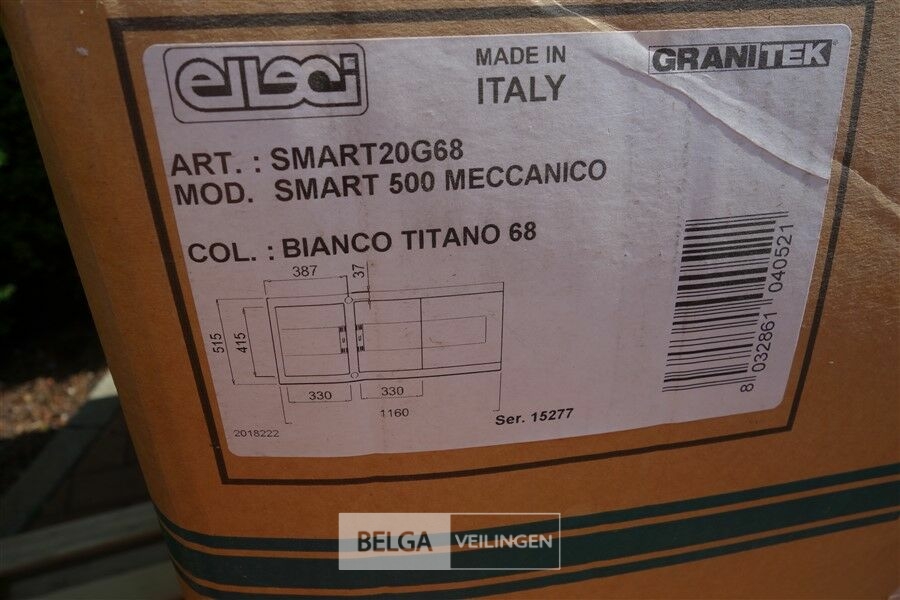 elleci
MADE IN
ITALY
GRANITEK®
ART. : SMART20G68
MOD. SMART 500 MECCANICO
COL. : BIANCO TITANO 68
387
37
515
415
330
330
1160
2018222
Ser. 15277
8 032861 040521
BELGA VEILINGEN